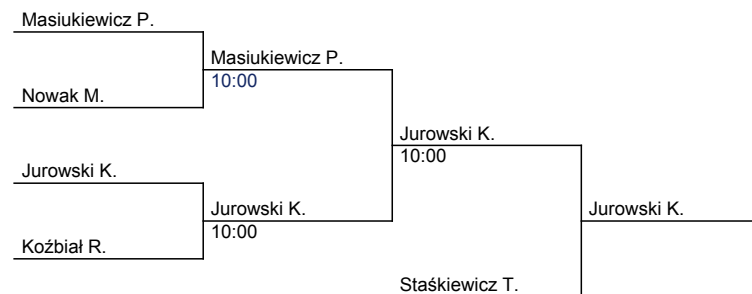 Masiukiewicz P.
Masiukiewicz P.
10:00
Nowak M.
Jurowski K.
10:00
Jurowski K.
Jurowski K.
10:00
Jurowski K.
Koźbiał R.
Staśkiewicz T.